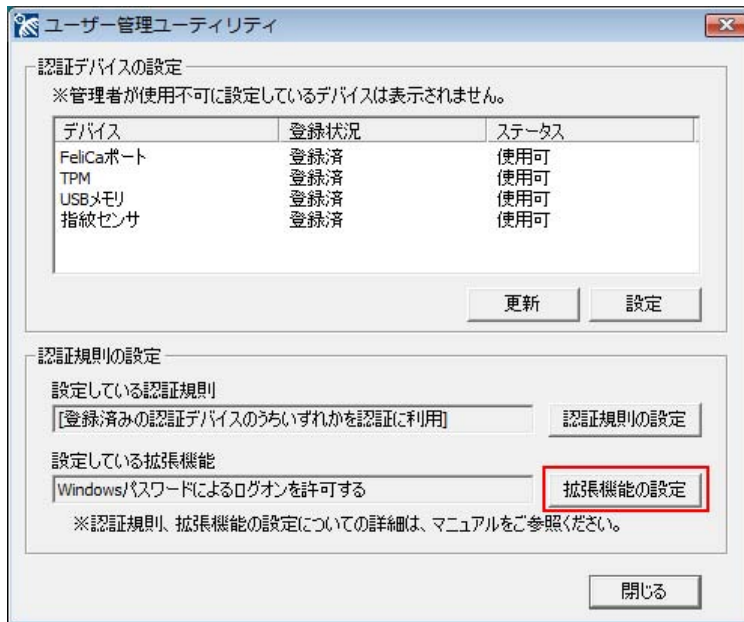 ユーザー管理ユーティリティ
認証デバイスの設定
※管理者が使用不可に設定しているデバイスは表示されません。
デバイス 登録状況 ステータス
FeliCaポート 登録済 使用可
TPM 登録済 使用可
USBメモリ 登録済 使用可
指紋センサ 登録済 使用可
更新 設定
認証規則の設定
設定している認証規則
[登録済みの認証デバイスのうちいずれかを認証に利用] 認証規則の設定
設定している拡張機能
Windowsパスワードによるログオンを許可する 拡張機能の設定
※認証規則、拡張機能の設定についての詳細は、マニュアルをご参照ください。
閉じる